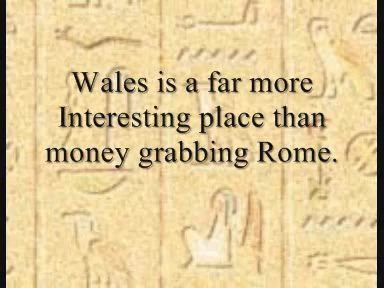 Wales is a far more
Interesting place than
money grabbing Rome.